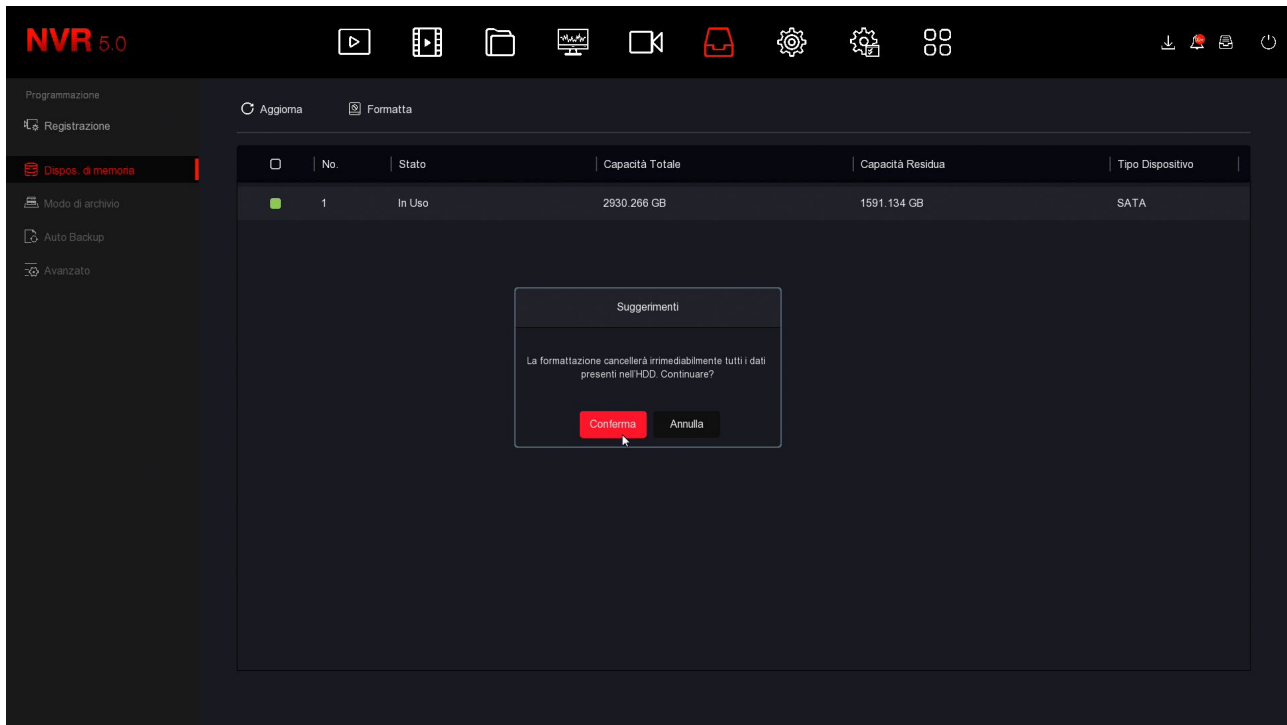 NVR 5.0
Programmazione
Registrazione
Dispos. di memoria
Modo di archivio
Auto Backup
Avanzato
Aggiorna Formatta
No. Stato Capacità Totale Capacità Residua Tipo Dispositivo
1 In Uso 2930.266 GB 1591.134 GB SATA
Suggerimenti
La formattazione cancellerà irrimediabilmente tutti i dati
presenti nell'HDD. Continuare?
Conferma Annulla